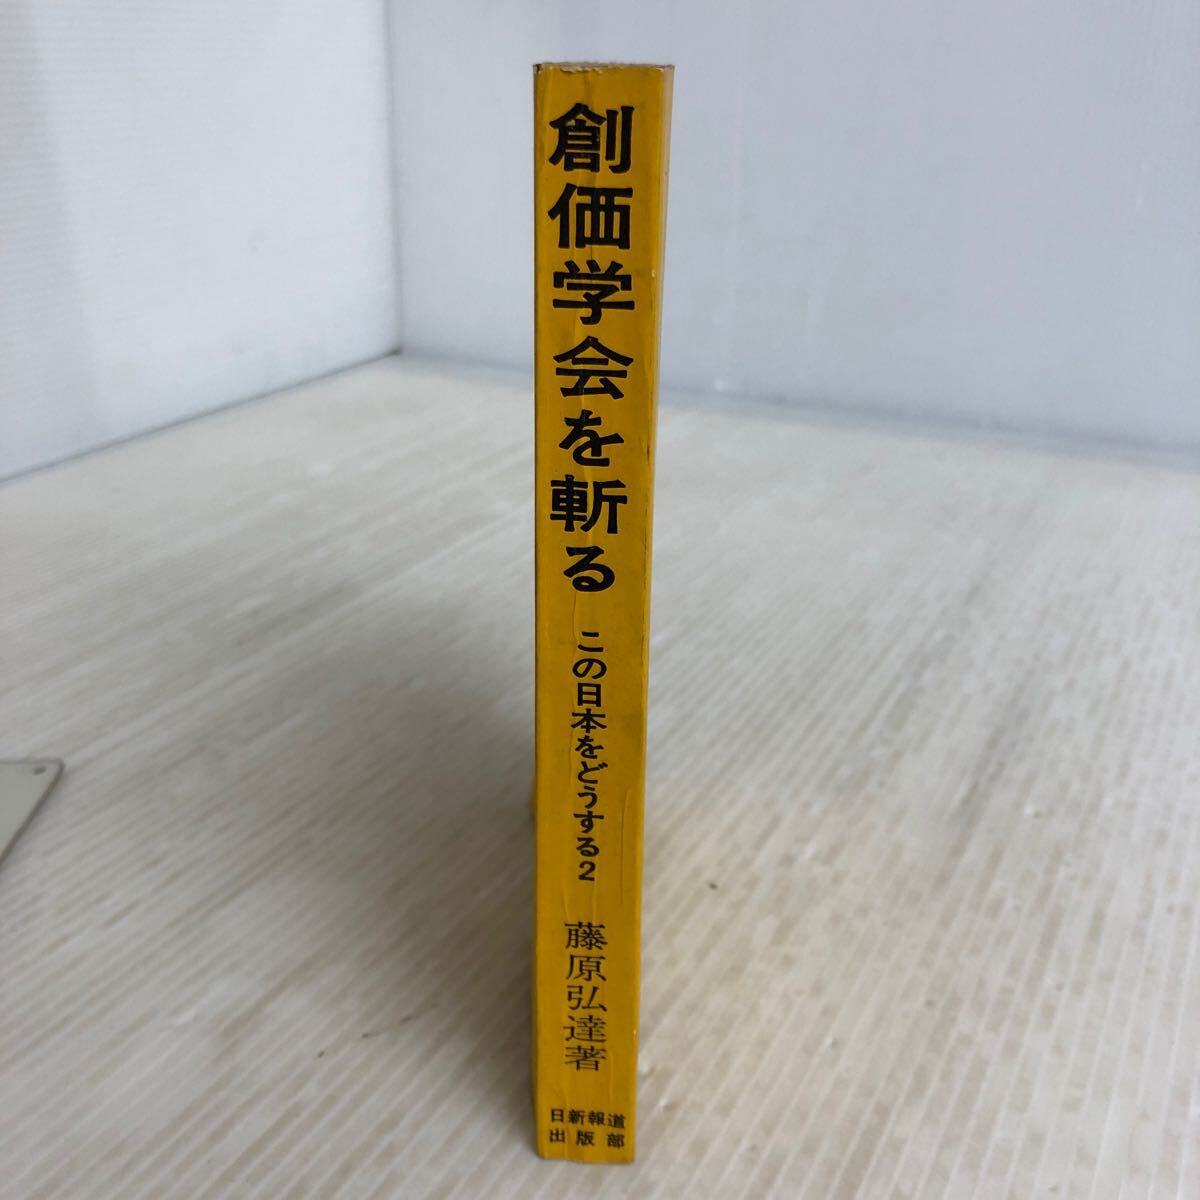 創価学会を斬る
この日本をどうする2
藤原弘達著
日新報道
出版部